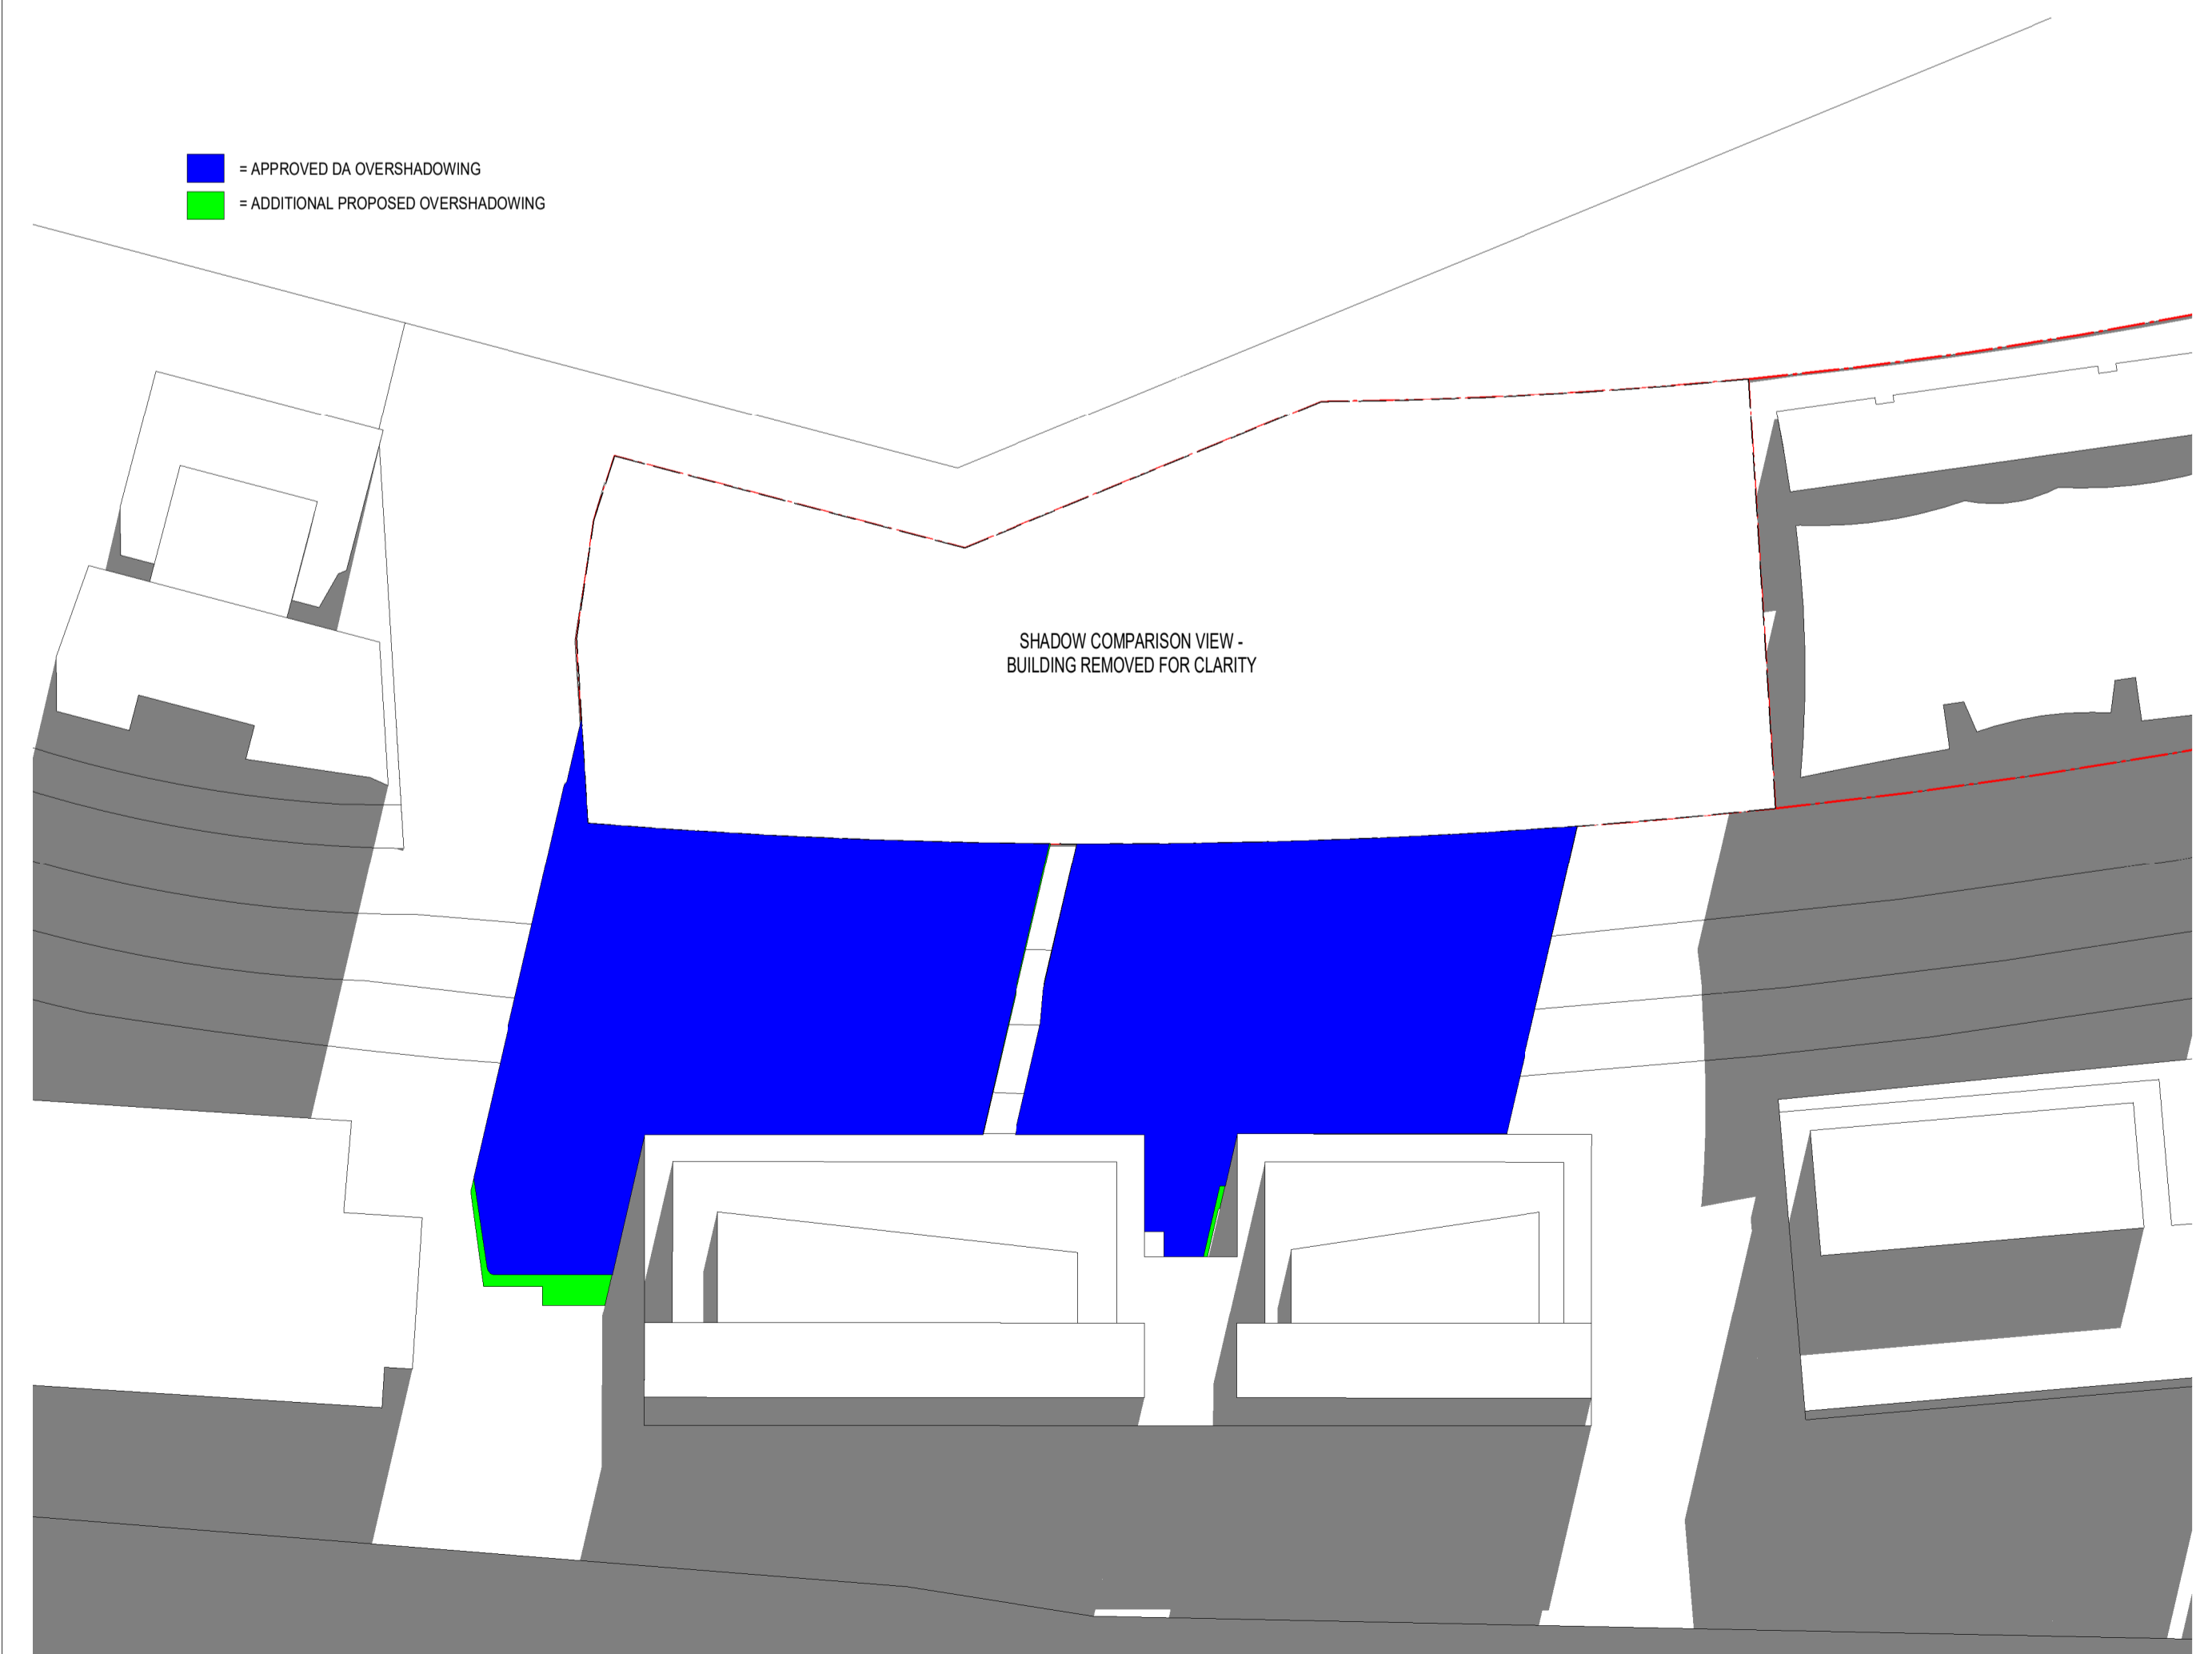 = APPROVED DA OVERSHADOWING
= ADDITIONAL PROPOSED OVERSHADOWING
SHADOW COMPARISON VIEW -
BUILDING REMOVED FOR CLARITY